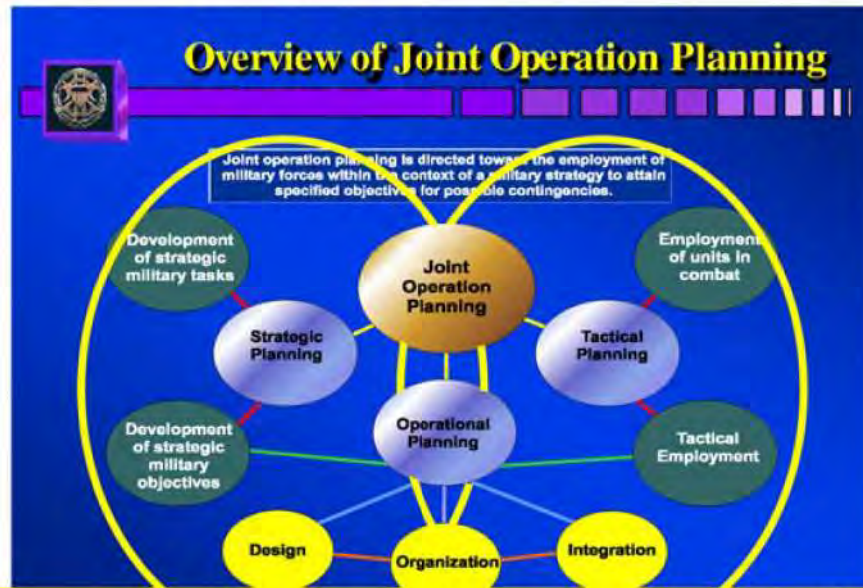 Overview of Joint Operation Planning
Joint operation planning is directed toward the employment of
military forces within the context of a military strategy to attain
specified objectives for possible contingencies.
Development
of strategic
military tasks
Joint
Operation
Planning
Employment
of units in
combat
Strategic
Planning
Tactical
Planning
Development
of strategic
military
objectives
Operational
Planning
Tactical
Employment
Design
Organization
Integration